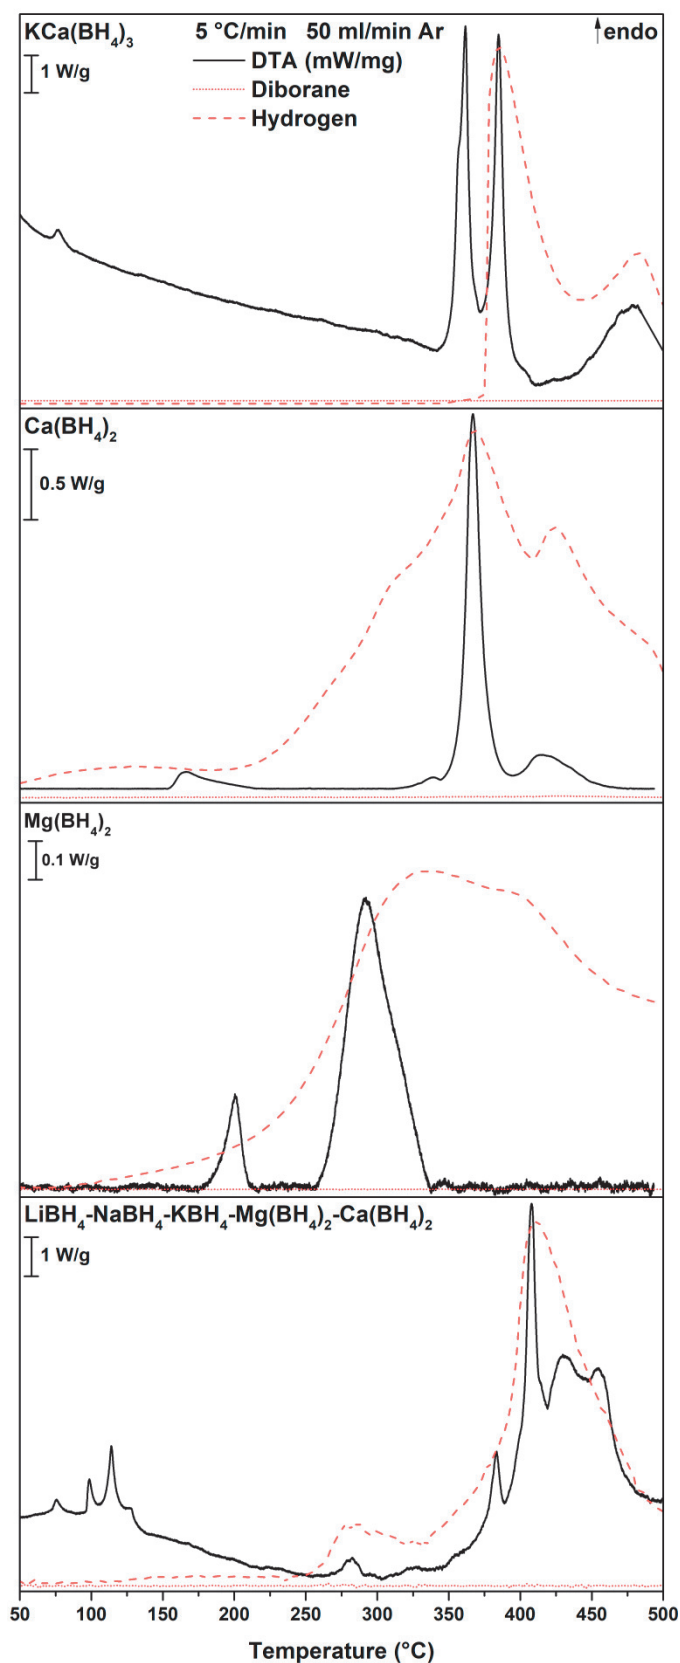 KCa(BH₄)₃ 5 °C/min 50 ml/min Ar ↑endo
1 W/g
DTA (mW/mg)
Diborane
Hydrogen
Ca(BH₄)₂
0.5 W/g
Mg(BH₄)₂
0.1 W/g
LiBH₄-NaBH₄-KBH₄-Mg(BH₄)₂-Ca(BH₄)₂
1 W/g
50 100 150 200 250 300 350 400 450 500
Temperature (°C)